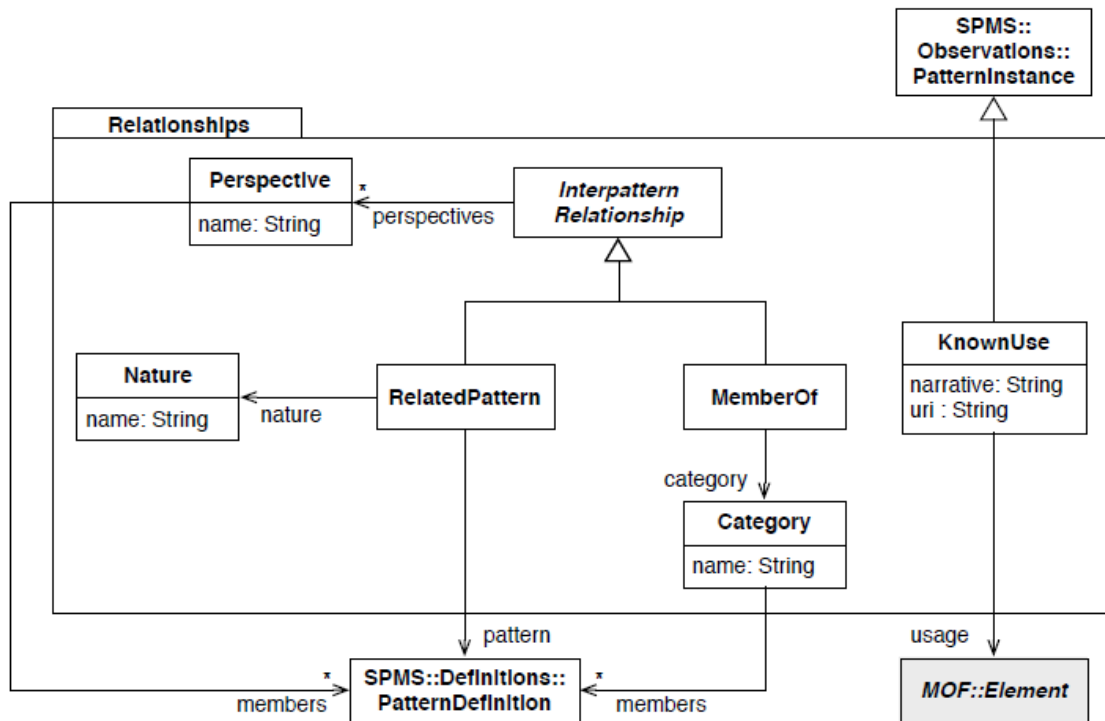 SPMS::
Observations::
PatternInstance
Relationships
Perspective
name: String
*
perspectives
Interpattern
Relationship
Nature
name: String
nature
RelatedPattern
MemberOf
KnownUse
narrative: String
uri : String
category
Category
name: String
pattern
usage
*
members
SPMS::Definitions::
PatternDefinition
*
members
MOF::Element